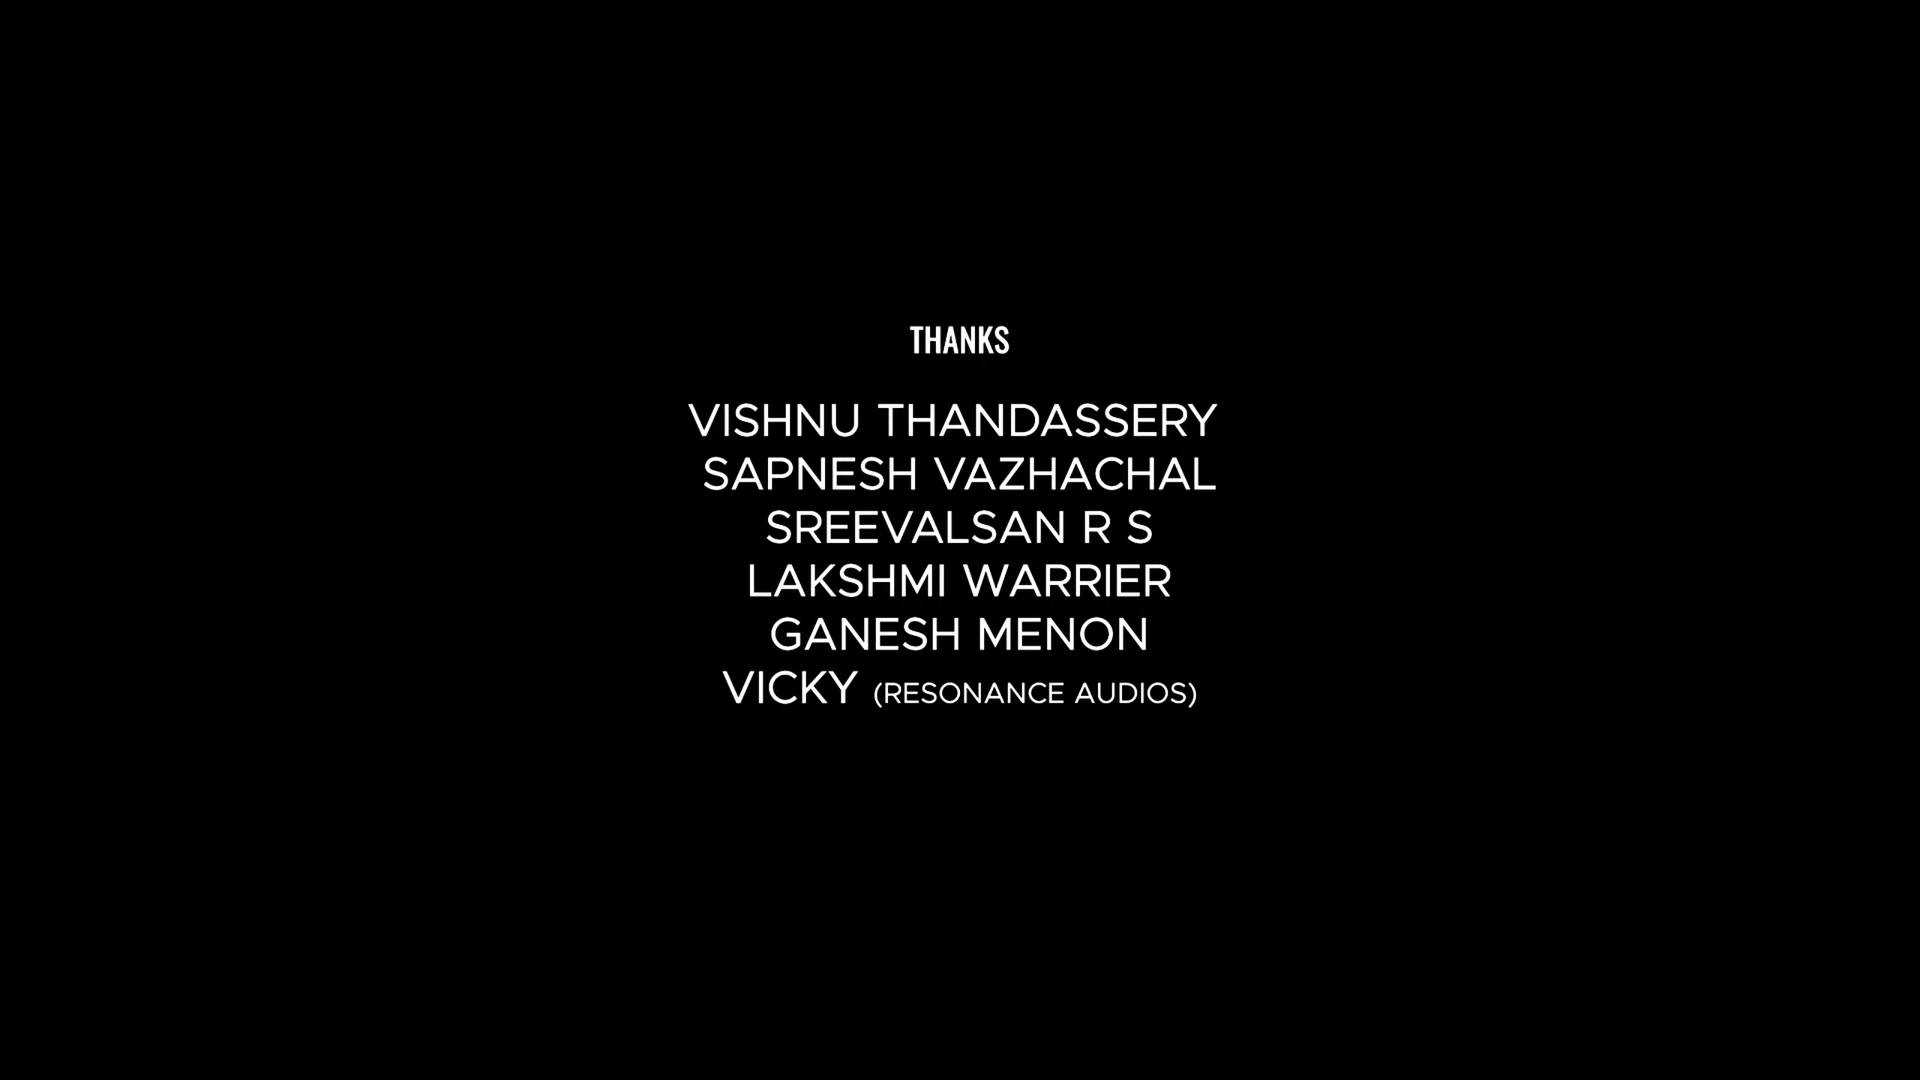 THANKS
VISHNU THANDASSERY
SAPNESH VAZHACHAL
SREEVALSAN R S
LAKSHMI WARRIER
GANESH MENON
VICKY (RESONANCE AUDIOS)